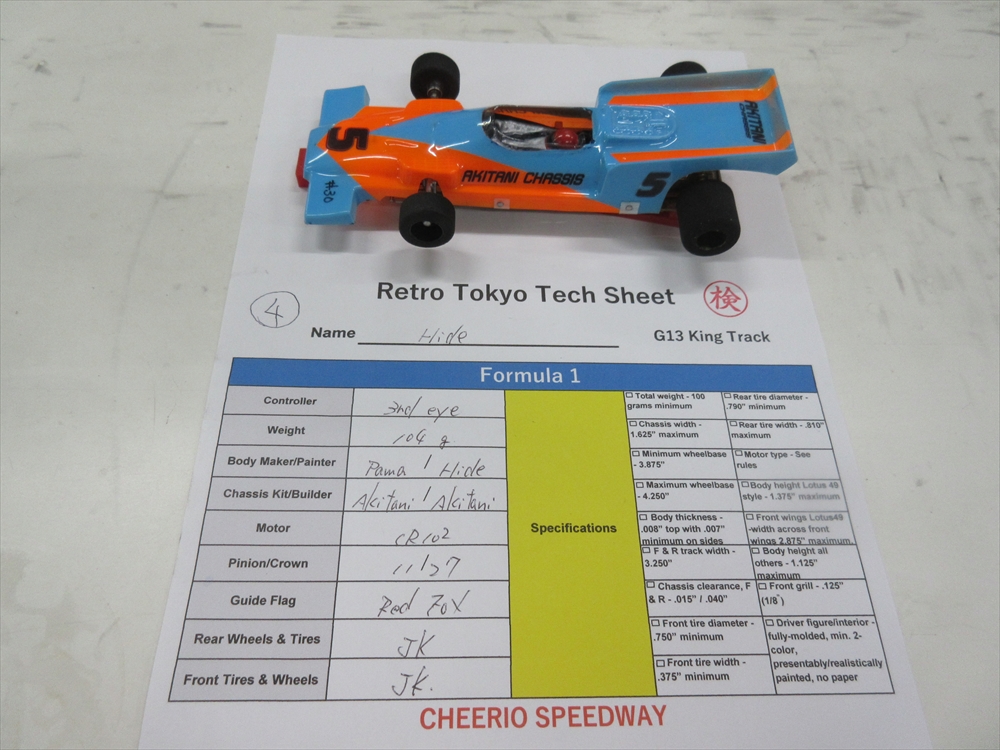 5
AKITANI
AKITANI CHASSIS
5
#30
Retro Tokyo Tech Sheet
検
4
Name Hide
G13 King Track
Formula 1
Controller 3rd eye
Weight 104 g
Body Maker/Painter Pama / Hide
Chassis Kit/Builder Akitani / Akitani
Motor CR102
Pinion/Crown 11/27
Guide Flag Red Fox
Rear Wheels & Tires JK
Front Tires & Wheels JK.
Specifications
Total weight - 100
grams minimum
Rear tire diameter -
.790" minimum
Chassis width -
1.625" maximum
Rear tire width - .810"
maximum
Minimum wheelbase
- 3.875"
Motor type - See
rules
Maximum wheelbase
- 4.250"
Body height Lotus 49
style - 1.375" maximum
Body thickness -
.008" top with .007"
minimum on sides
Front wings Lotus49
-width across front
wings 2.875" maximum.
F & R track width -
3.250"
Body height all
others - 1.125"
maximum
Chassis clearance, F
& R - .015" / .040"
Front grill - .125"
(1/8")
Front tire diameter -
.750" minimum
Driver figure/interior -
fully-molded, min. 2-
color,
presentably/realistically
painted, no paper
Front tire width -
.375" minimum
CHEERIO SPEEDWAY